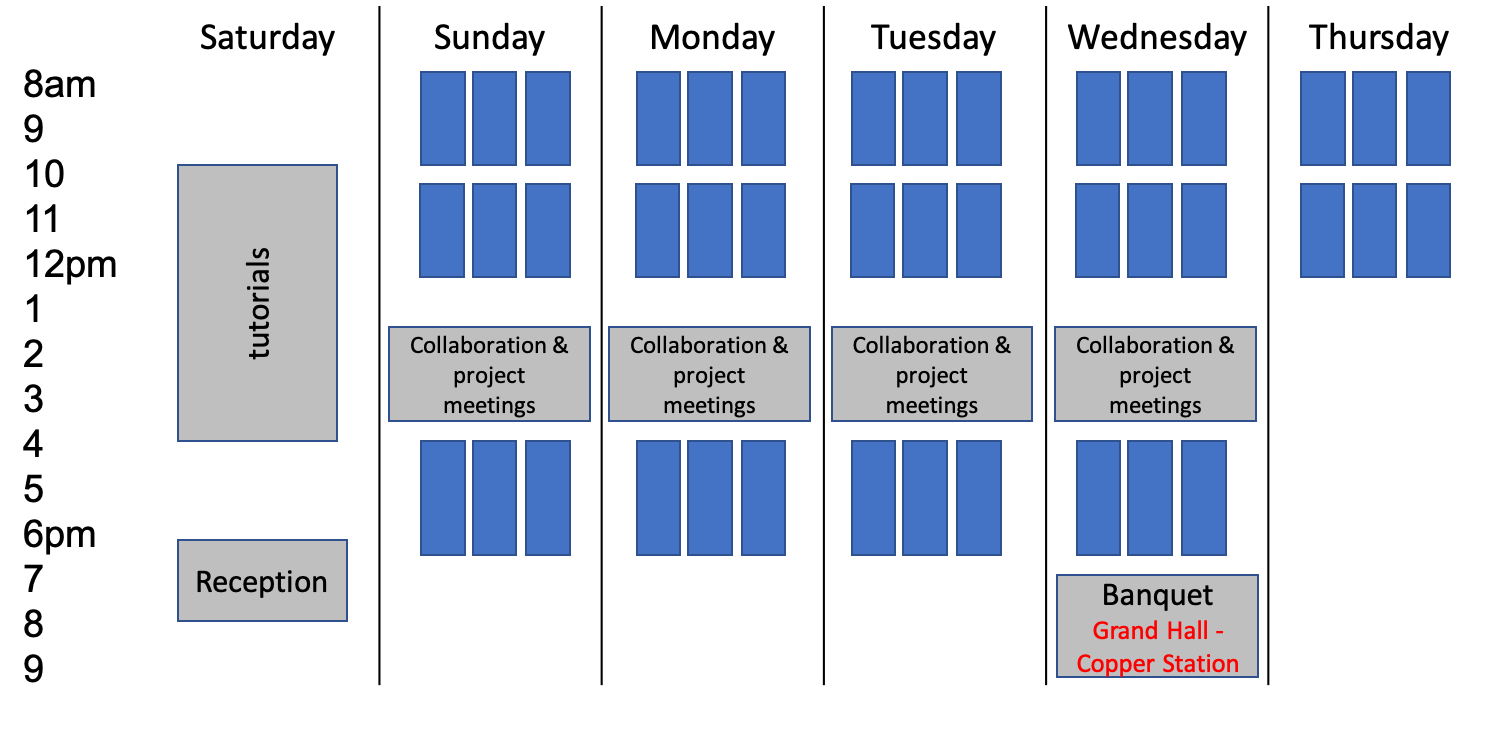 Saturday Sunday Monday Tuesday Wednesday Thursday
8am
9
10
11
12pm
1
2
3
4
5
6pm
7
8
9
tutorials
Reception
Collaboration &
project
meetings
Collaboration &
project
meetings
Collaboration &
project
meetings
Collaboration &
project
meetings
Banquet
Grand Hall -
Copper Station